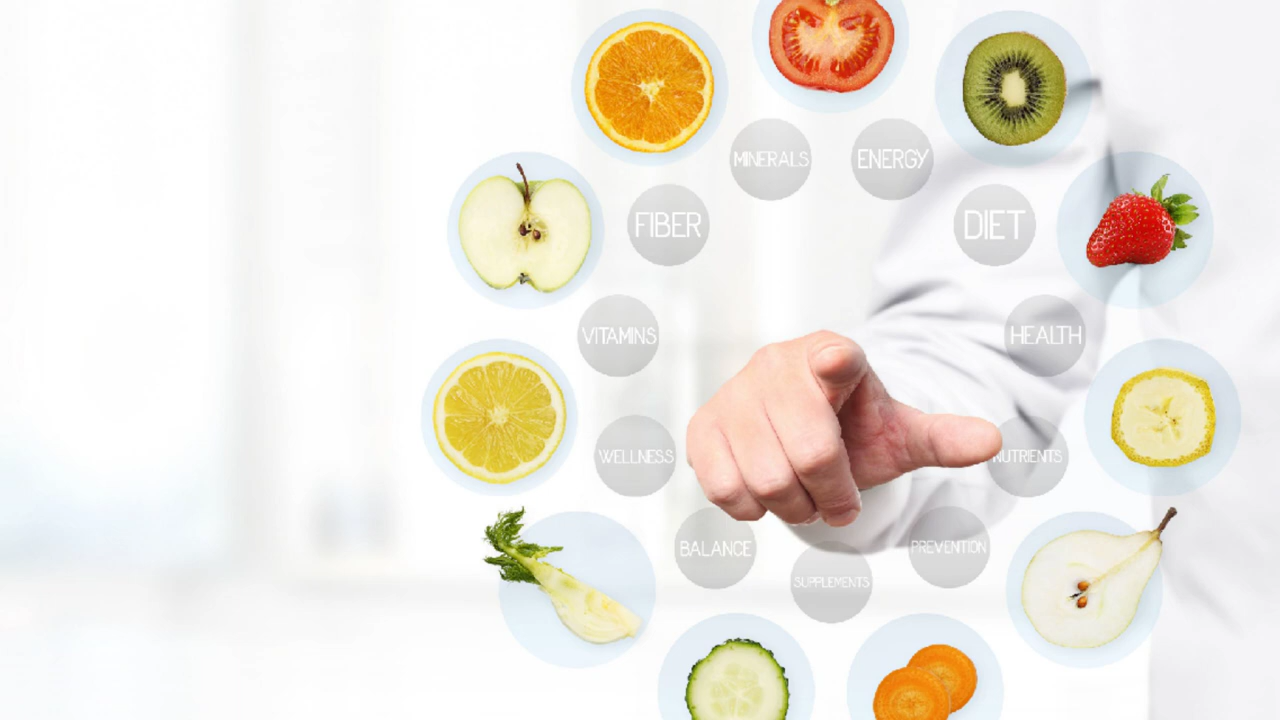 MINERALS
ENERGY
FIBER
DIET
VITAMINS
HEALTH
WELLNESS
NUTRIENTS
BALANCE
PREVENTION
SUPPLEMENTS